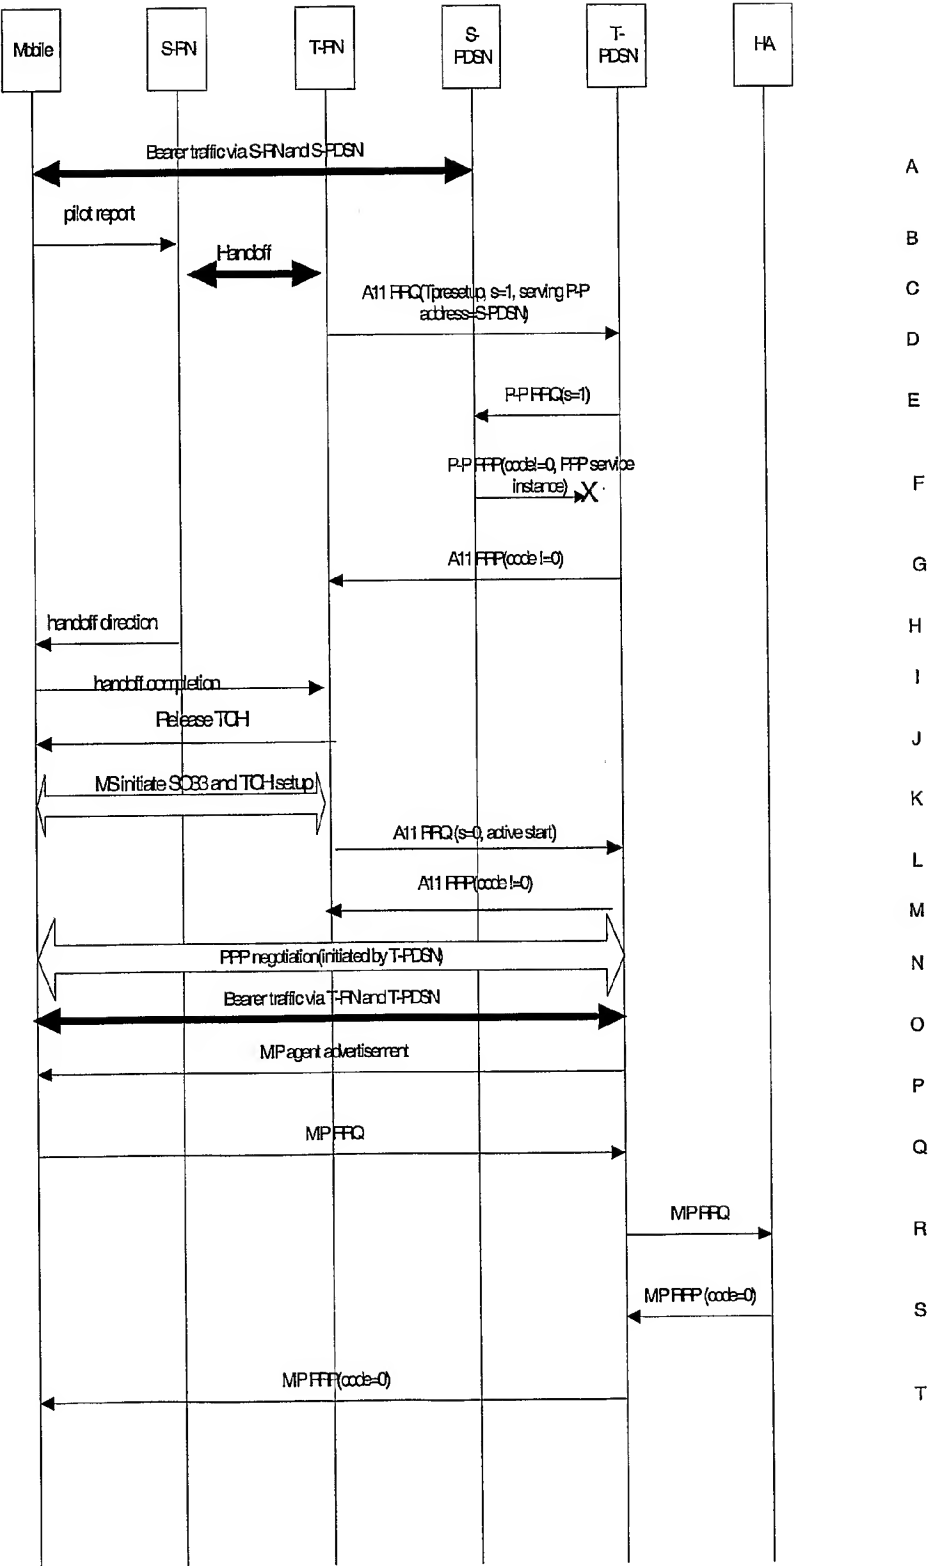 Mobile
S-RN
T-RN
S-
PDSN
T-
PDSN
HA
Bearer traffic via S-RN and S-PDSN
A
pilot report
B
Handoff
C
A11 RRQ(Tpresetup, s=1, serving P-P
address=S-PDSN)
D
P-P RRQ(s=1)
E
P-P RRP(code!=0, PPP service
instance)
X
F
A11 RRP(code !=0)
G
handoff direction
H
handoff completion
I
Release TCH
J
MS initiate SO33 and TCH setup
K
A11 RRQ (s=0, active start)
L
A11 RRP(code !=0)
M
PPP negotiation(initiated by T-PDSN)
N
Bearer traffic via T-RN and T-PDSN
O
MIP agent advertisement
P
MIP RRQ
Q
MIP RRQ
R
MIP RRP (code=0)
S
MIP RRP(code=0)
T